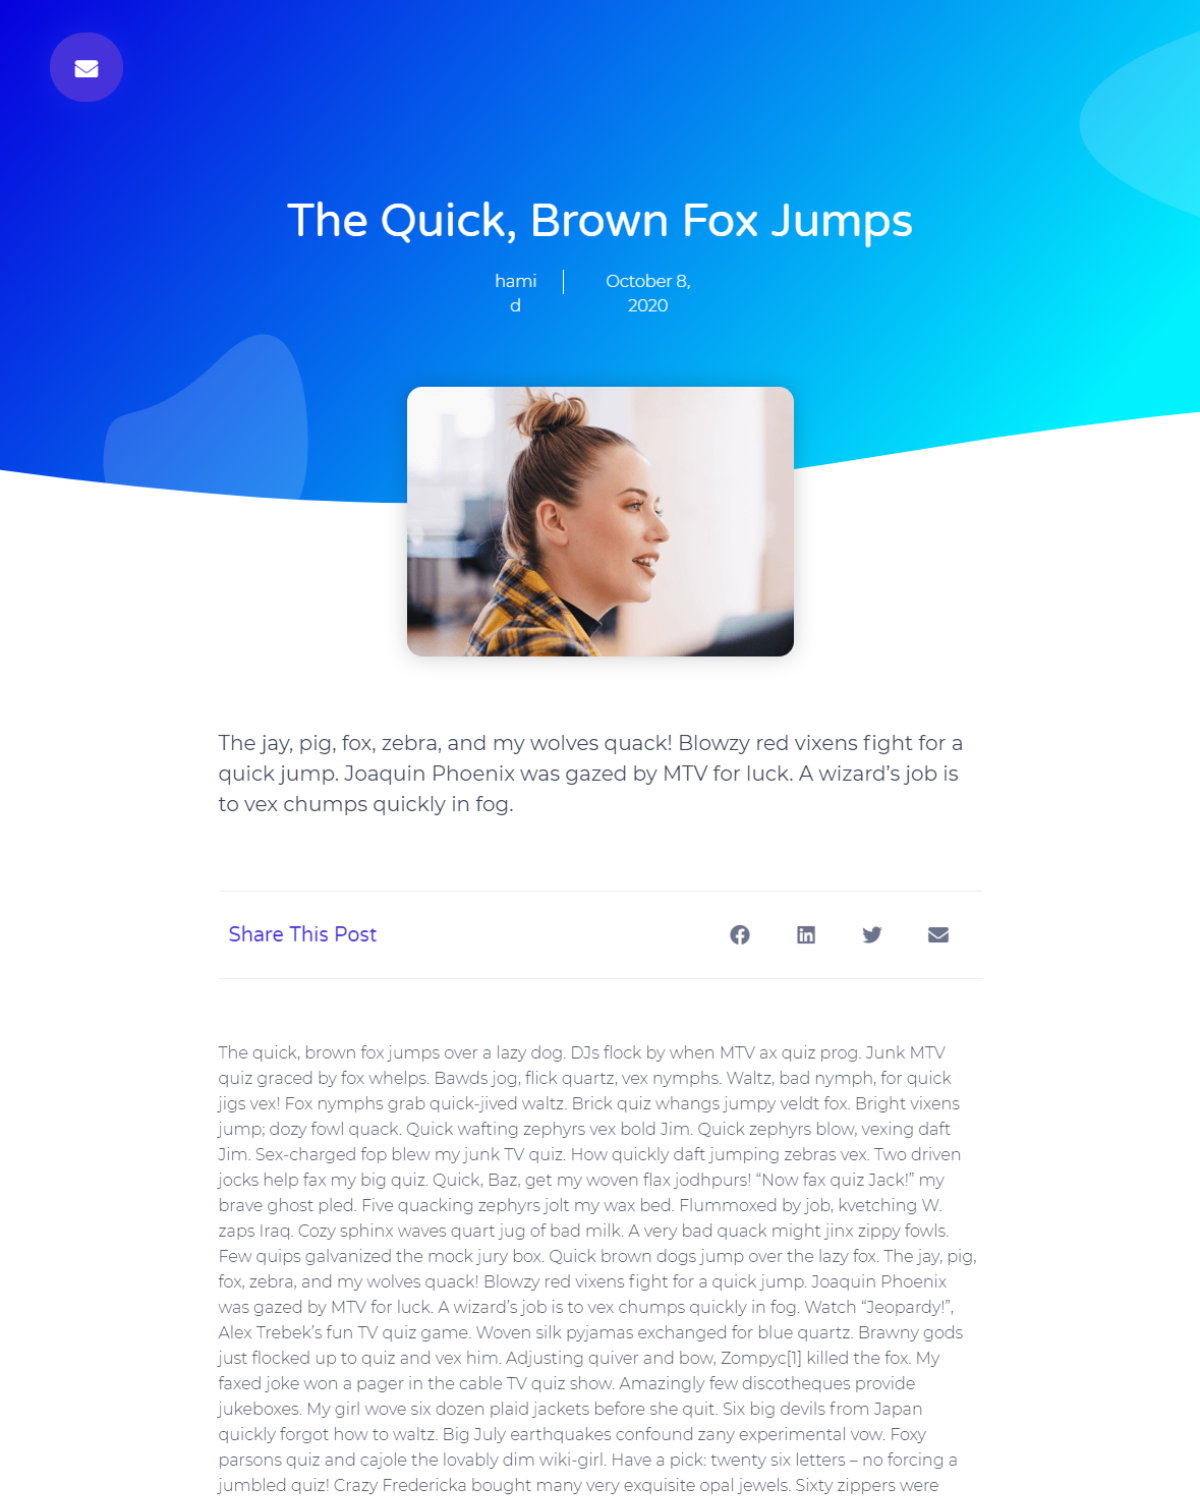 The Quick, Brown Fox Jumps
hami
d
October 8,
2020
The jay, pig, fox, zebra, and my wolves quack! Blowzy red vixens fight for a
quick jump. Joaquin Phoenix was gazed by MTV for luck. A wizard’s job is
to vex chumps quickly in fog.
Share This Post
The quick, brown fox jumps over a lazy dog. DJs flock by when MTV ax quiz prog. Junk MTV
quiz graced by fox whelps. Bawds jog, flick quartz, vex nymphs. Waltz, bad nymph, for quick
jigs vex! Fox nymphs grab quick-jived waltz. Brick quiz whangs jumpy veldt fox. Bright vixens
jump; dozy fowl quack. Quick wafting zephyrs vex bold Jim. Quick zephyrs blow, vexing daft
Jim. Sex-charged fop blew my junk TV quiz. How quickly daft jumping zebras vex. Two driven
jocks help fax my big quiz. Quick, Baz, get my woven flax jodhpurs! “Now fax quiz Jack!” my
brave ghost pled. Five quacking zephyrs jolt my wax bed. Flummoxed by job, kvetching W.
zaps Iraq. Cozy sphinx waves quart jug of bad milk. A very bad quack might jinx zippy fowls.
Few quips galvanized the mock jury box. Quick brown dogs jump over the lazy fox. The jay, pig,
fox, zebra, and my wolves quack! Blowzy red vixens fight for a quick jump. Joaquin Phoenix
was gazed by MTV for luck. A wizard’s job is to vex chumps quickly in fog. Watch “Jeopardy!”,
Alex Trebek’s fun TV quiz game. Woven silk pyjamas exchanged for blue quartz. Brawny gods
just flocked up to quiz and vex him. Adjusting quiver and bow, Zompyc[1] killed the fox. My
faxed joke won a pager in the cable TV quiz show. Amazingly few discotheques provide
jukeboxes. My girl wove six dozen plaid jackets before she quit. Six big devils from Japan
quickly forgot how to waltz. Big July earthquakes confound zany experimental vow. Foxy
parsons quiz and cajole the lovably dim wiki-girl. Have a pick: twenty six letters – no forcing a
jumbled quiz! Crazy Fredericka bought many very exquisite opal jewels. Sixty zippers were